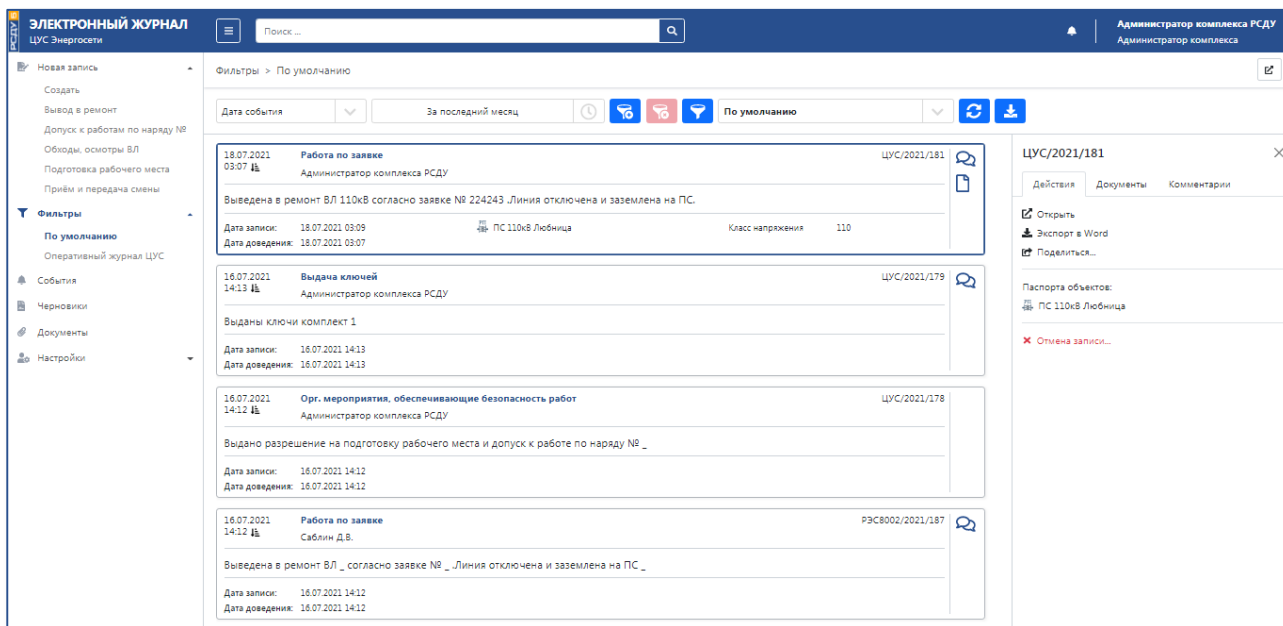 РСДУ
ЭЛЕКТРОННЫЙ ЖУРНАЛ
ЦУС Энергосети
Поиск ...
Администратор комплекса РСДУ
Администратор комплекса
Новая запись
Создать
Вывод в ремонт
Допуск к работам по наряду №
Обходы, осмотры ВЛ
Подготовка рабочего места
Приём и передача смены
Фильтры
По умолчанию
Оперативный журнал ЦУС
События
Черновики
Документы
Настройки
Фильтры > По умолчанию
Дата события
За последний месяц
По умолчанию
18.07.2021 Работа по заявке ЦУС/2021/181
03:07 Администратор комплекса РСДУ
Выведена в ремонт ВЛ 110кВ согласно заявке № 224243 .Линия отключена и заземлена на ПС.
Дата записи: 18.07.2021 03:09 ПС 110кВ Любница Класс напряжения 110
Дата доведения: 18.07.2021 03:07
16.07.2021 Выдача ключей ЦУС/2021/179
14:13 Администратор комплекса РСДУ
Выданы ключи комплект 1
Дата записи: 16.07.2021 14:13
Дата доведения: 16.07.2021 14:13
16.07.2021 Орг. мероприятия, обеспечивающие безопасность работ ЦУС/2021/178
14:12 Администратор комплекса РСДУ
Выдано разрешение на подготовку рабочего места и допуск к работе по наряду № _
Дата записи: 16.07.2021 14:12
Дата доведения: 16.07.2021 14:12
16.07.2021 Работа по заявке РЭС8002/2021/187
14:12 Саблин Д.В.
Выведена в ремонт ВЛ _ согласно заявке № _ .Линия отключена и заземлена на ПС _
Дата записи: 16.07.2021 14:12
Дата доведения: 16.07.2021 14:12
ЦУС/2021/181
Действия Документы Комментарии
Открыть
Экспорт в Word
Поделиться...
Паспорта объектов:
ПС 110кВ Любница
Отмена записи...